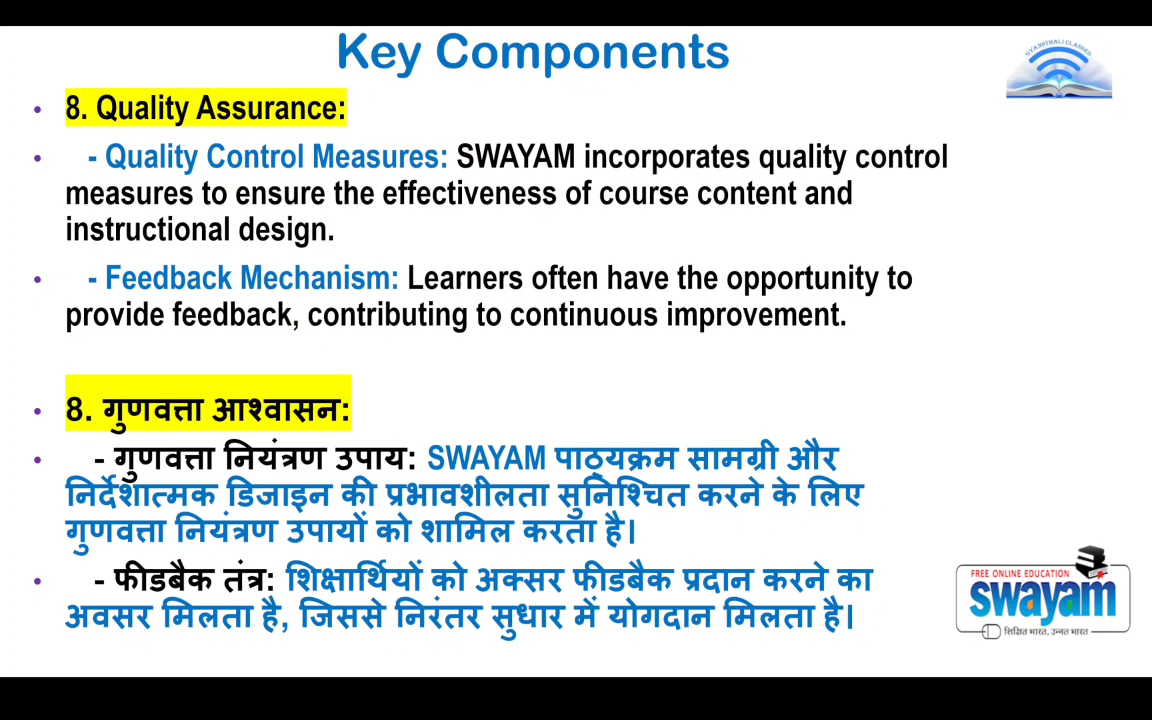 Key Components
GYANSTHALI CLASSES
• 8. Quality Assurance:
• - Quality Control Measures: SWAYAM incorporates quality control
measures to ensure the effectiveness of course content and
instructional design.
• - Feedback Mechanism: Learners often have the opportunity to
provide feedback, contributing to continuous improvement.
• 8. गुणवत्ता आश्वासन:
• - गुणवत्ता नियंत्रण उपाय: SWAYAM पाठ्यक्रम सामग्री और
निर्देशात्मक डिजाइन की प्रभावशीलता सुनिश्चित करने के लिए
गुणवत्ता नियंत्रण उपायों को शामिल करता है।
• - फीडबैक तंत्र: शिक्षार्थियों को अक्सर फीडबैक प्रदान करने का
अवसर मिलता है, जिससे निरंतर सुधार में योगदान मिलता है।
FREE ONLINE EDUCATION
swayam
शिक्षित भारत, उन्नत भारत